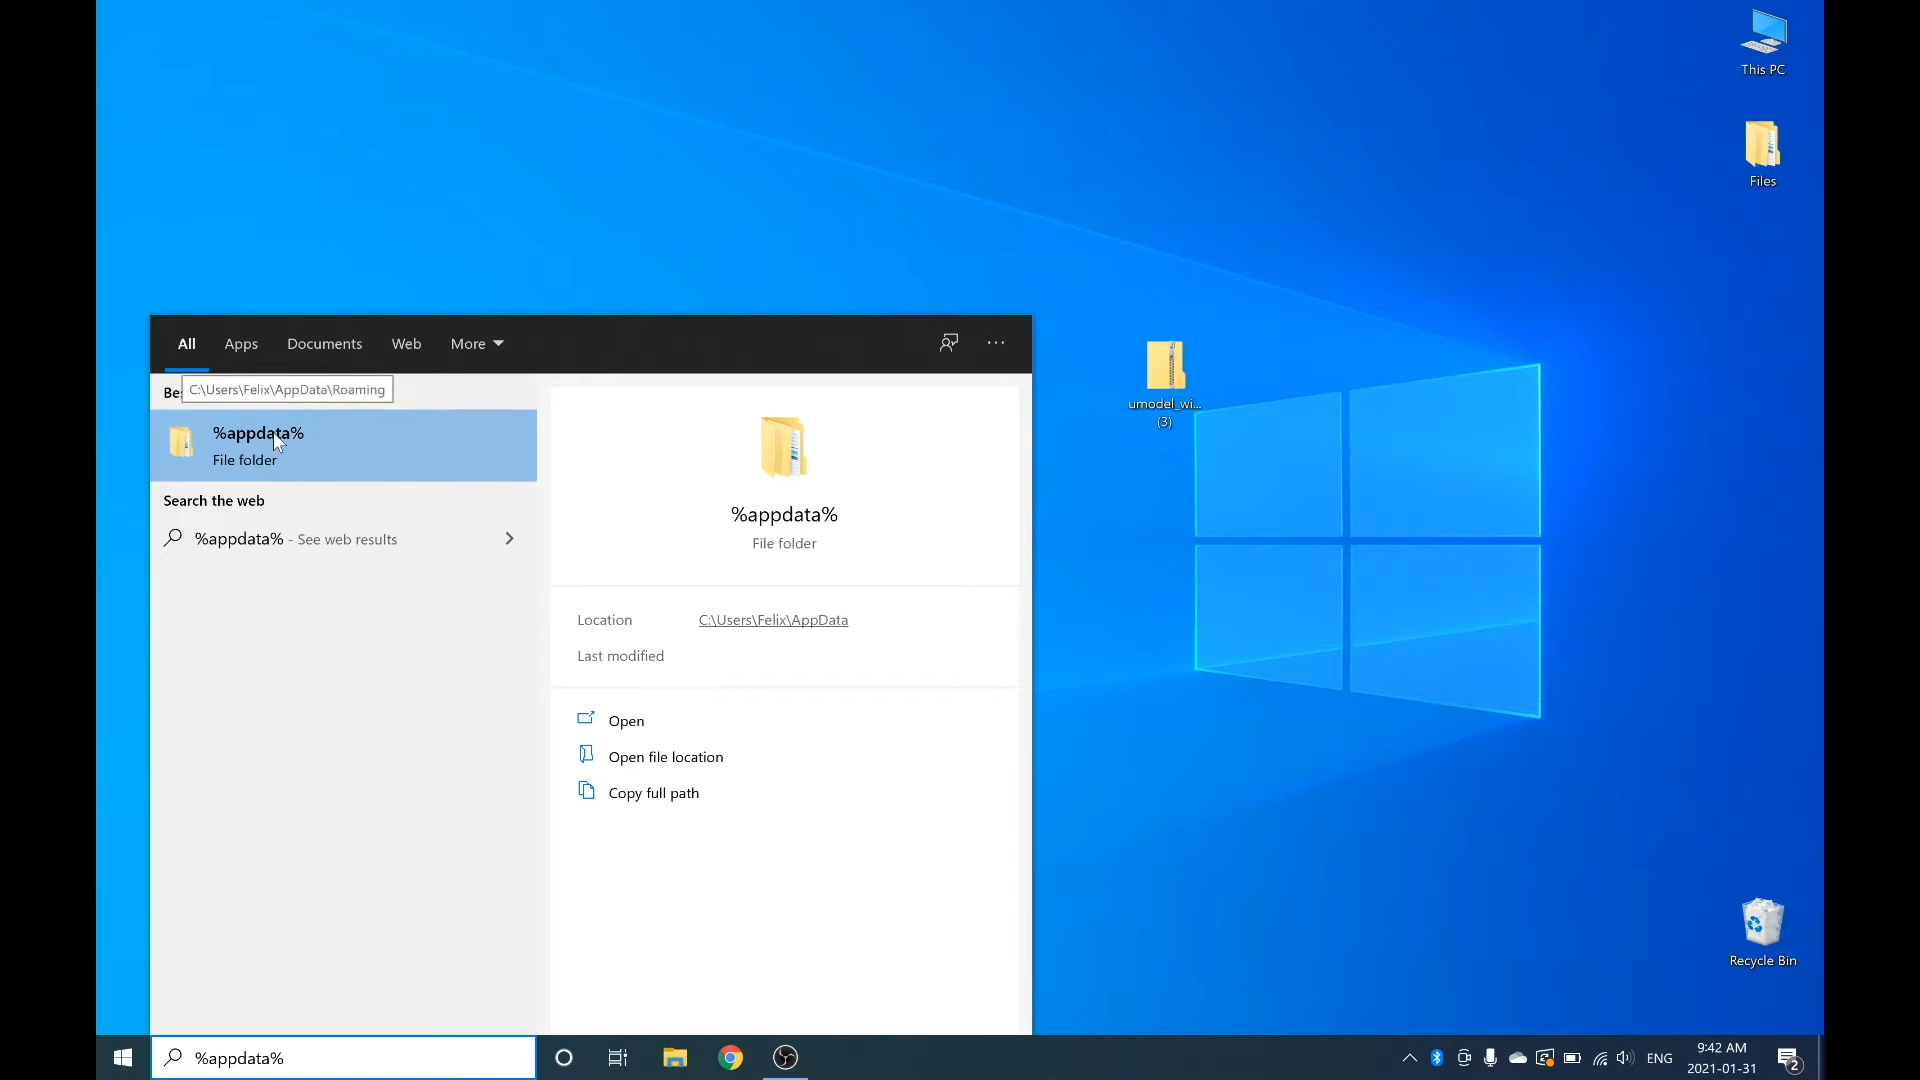 This PC
Files
All
Apps
Documents
Web
More
Be
C:\Users\Felix\AppData\Roaming
%appdata%
File folder
Search the web
%appdata% - See web results
%appdata%
File folder
Location
C:\Users\Felix\AppData
Last modified
Open
Open file location
Copy full path
umodel_wi...
(3)
Recycle Bin
%appdata%
ENG
9:42 AM
2021-01-31
2